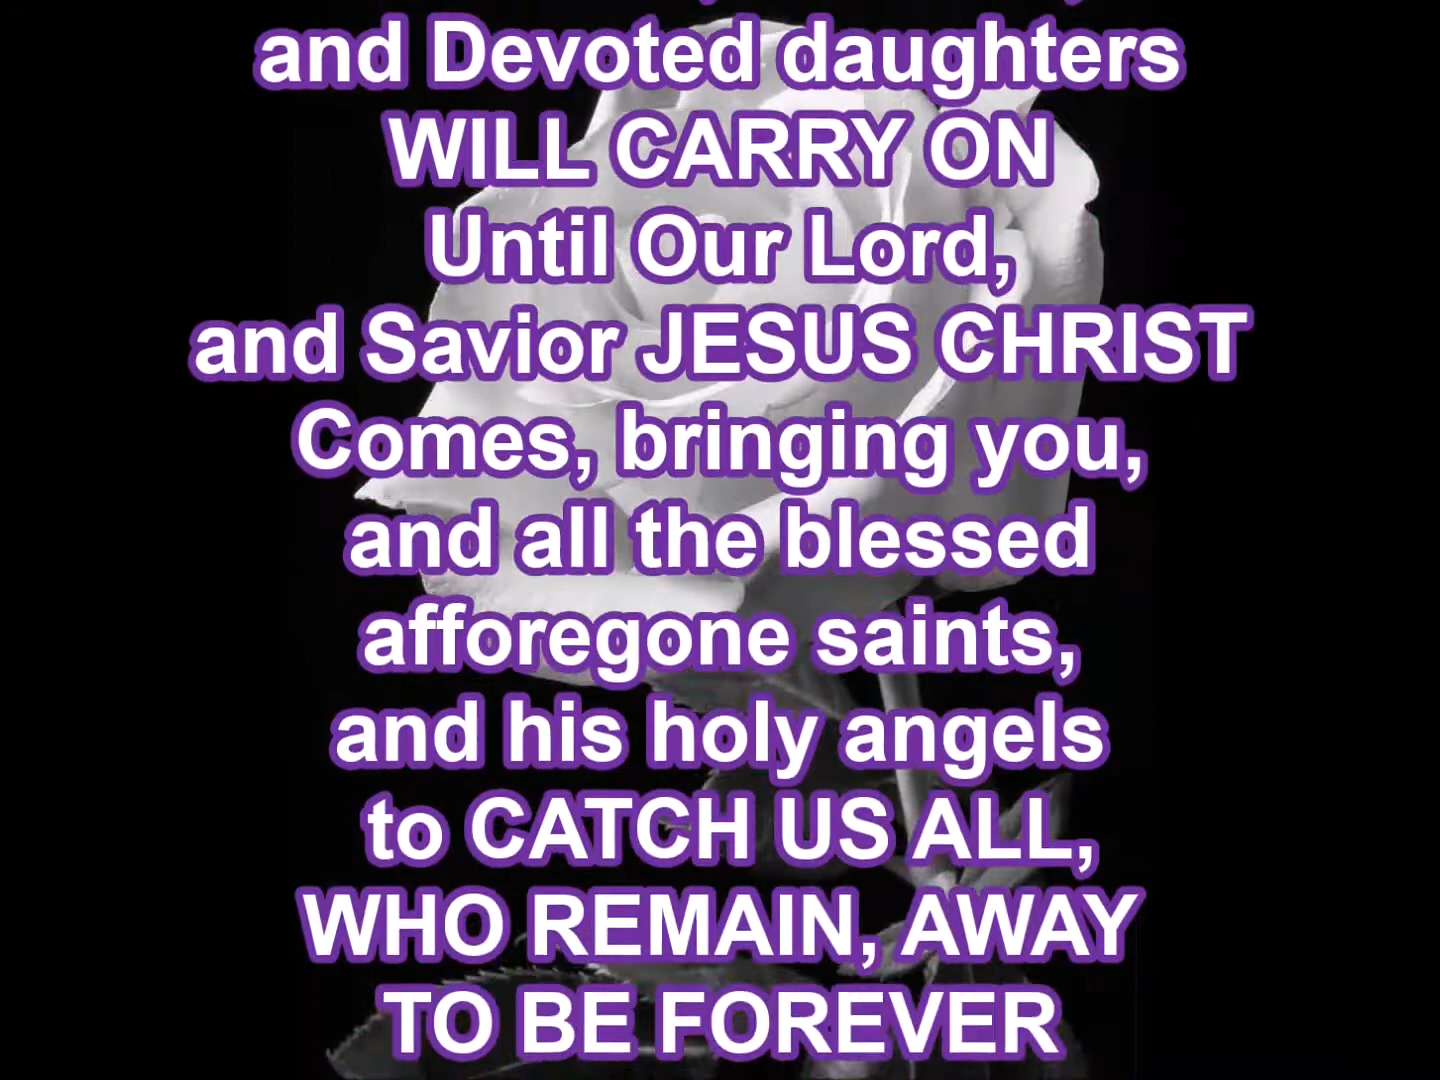 and Devoted daughters
WILL CARRY ON
Until Our Lord,
and Savior JESUS CHRIST
Comes, bringing you,
and all the blessed
afforegone saints,
and his holy angels
to CATCH US ALL,
WHO REMAIN, AWAY
TO BE FOREVER